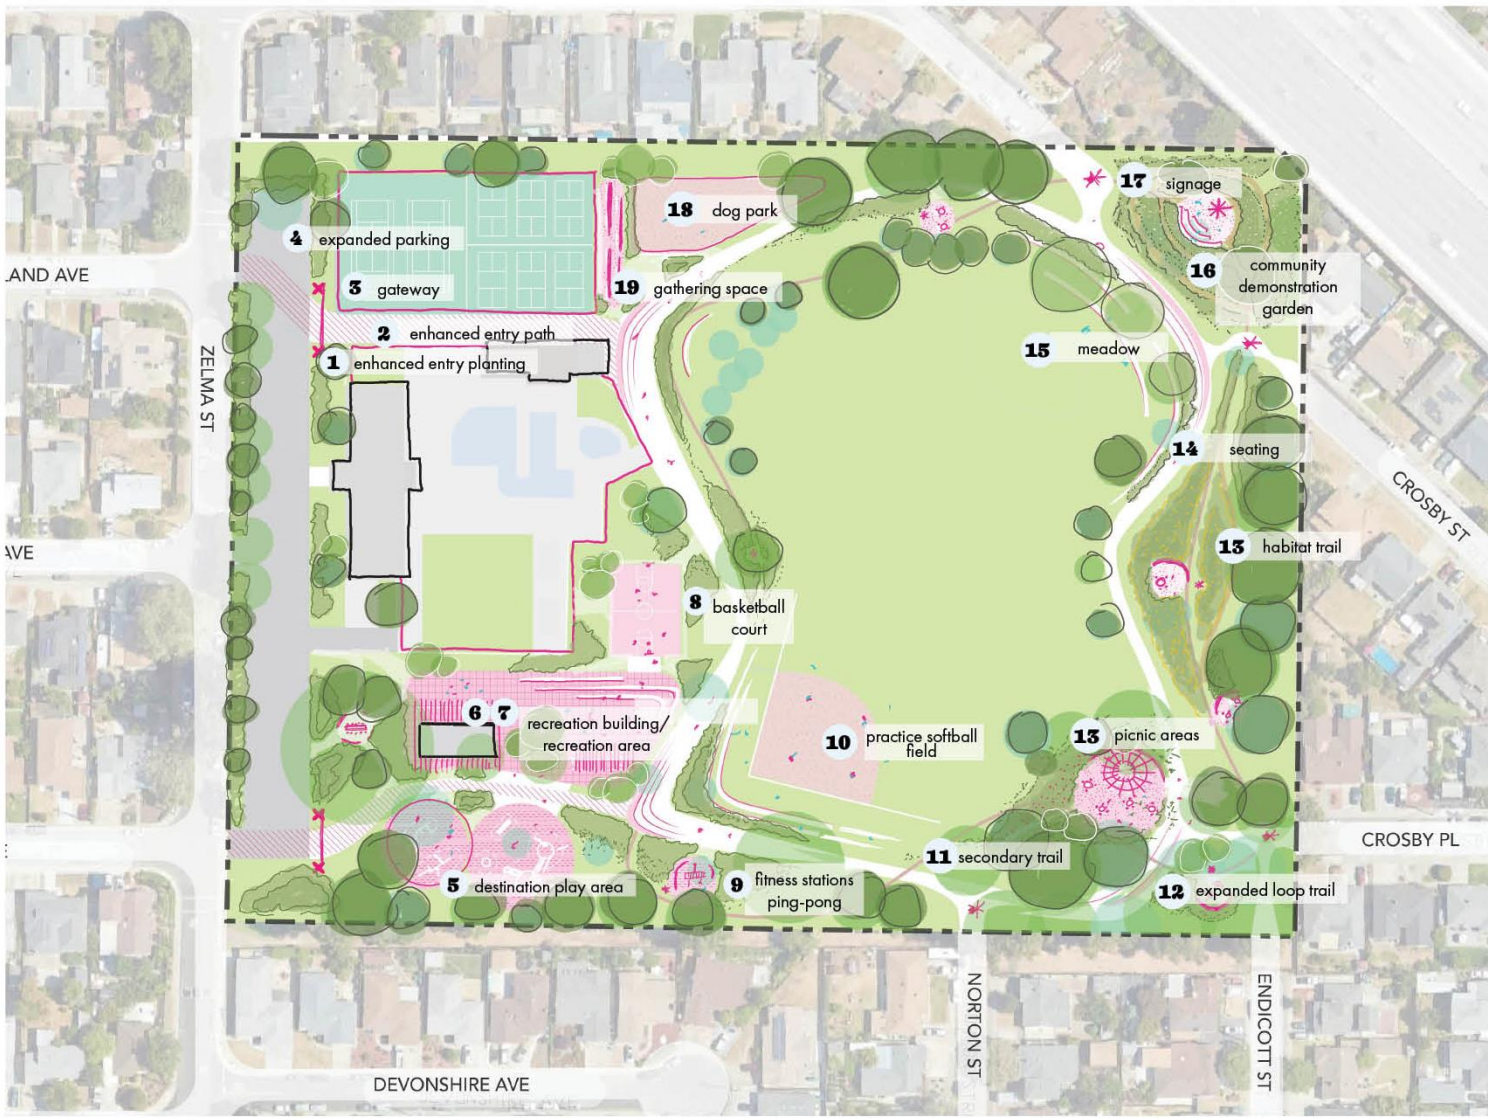 17 signage
18 dog park
4 expanded parking
16 community
demonstration
garden
LAND AVE
3 gateway
19 gathering space
2 enhanced entry path
15 meadow
1 enhanced entry planting
ZELMA ST
14 seating
CROSBY ST
AVE
13 habitat trail
8 basketball
court
6 7 recreation building/
recreation area
10 practice softball
field
13 picnic areas
CROSBY PL
11 secondary trail
5 destination play area
9 fitness stations
ping-pong
12 expanded loop trail
NORTON ST
ENDICOTT ST
DEVONSHIRE AVE